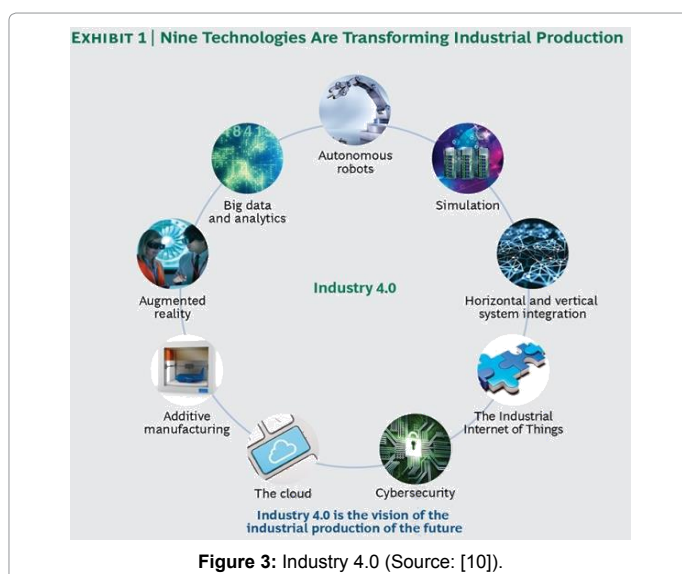 EXHIBIT 1 | Nine Technologies Are Transforming Industrial Production
Autonomous
robots
Simulation
Horizontal and vertical
system integration
The Industrial
Internet of Things
Cybersecurity
The cloud
Additive
manufacturing
Augmented
reality
Big data
and analytics
Industry 4.0
Industry 4.0 is the vision of the
industrial production of the future
Figure 3: Industry 4.0 (Source: [10]).